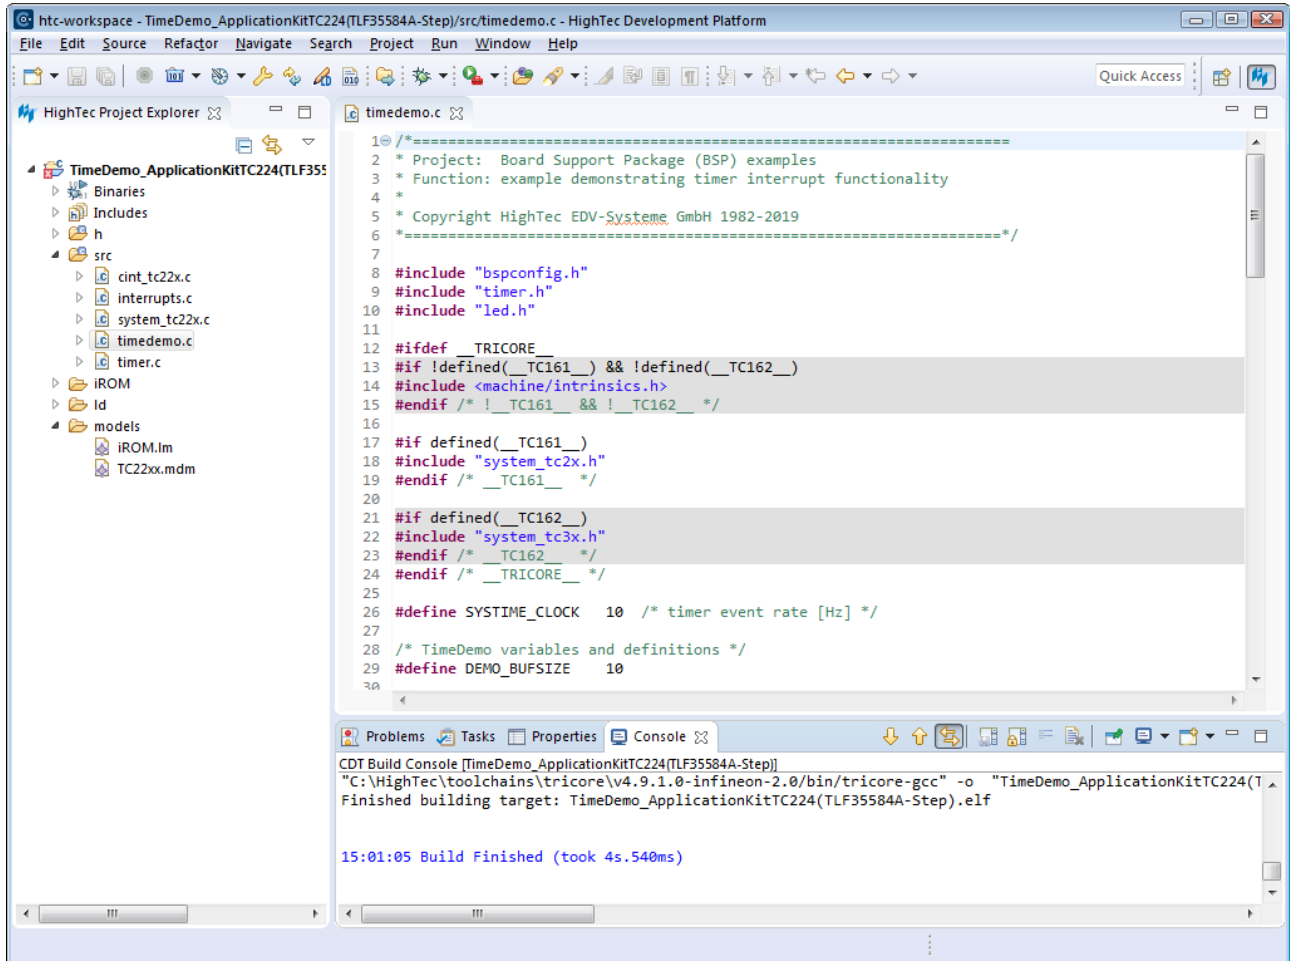 htc-workspace - TimeDemo_ApplicationKitTC224(TLF35584A-Step)/src/timedemo.c - HighTec Development Platform
File Edit Source Refactor Navigate Search Project Run Window Help
Quick Access
HighTec Project Explorer
TimeDemo_ApplicationKitTC224(TLF355
Binaries
Includes
h
src
cint_tc22x.c
interrupts.c
system_tc22x.c
timedemo.c
timer.c
iROM
ld
models
iROM.lm
TC22xx.mdm
timedemo.c
1 /*====================================================================
2 * Project:  Board Support Package (BSP) examples
3 * Function: example demonstrating timer interrupt functionality
4 *
5 * Copyright HighTec EDV-Systeme GmbH 1982-2019
6 *====================================================================*/
7
8 #include "bspconfig.h"
9 #include "timer.h"
10 #include "led.h"
11
12 #ifdef __TRICORE__
13 #if !defined(__TC161__) && !defined(__TC162__)
14 #include <machine/intrinsics.h>
15 #endif /* !__TC161__ && !__TC162__ */
16
17 #if defined(__TC161__)
18 #include "system_tc2x.h"
19 #endif /* __TC161__  */
20
21 #if defined(__TC162__)
22 #include "system_tc3x.h"
23 #endif /* __TC162__  */
24 #endif /* __TRICORE__ */
25
26 #define SYSTIME_CLOCK   10  /* timer event rate [Hz] */
27
28 /* TimeDemo variables and definitions */
29 #define DEMO_BUFSIZE    10
30
Problems Tasks Properties Console
CDT Build Console [TimeDemo_ApplicationKitTC224(TLF35584A-Step)]
"C:\HighTec\toolchains\tricore\v4.9.1.0-infineon-2.0/bin/tricore-gcc" -o  "TimeDemo_ApplicationKitTC224(T
Finished building target: TimeDemo_ApplicationKitTC224(TLF35584A-Step).elf
15:01:05 Build Finished (took 4s.540ms)